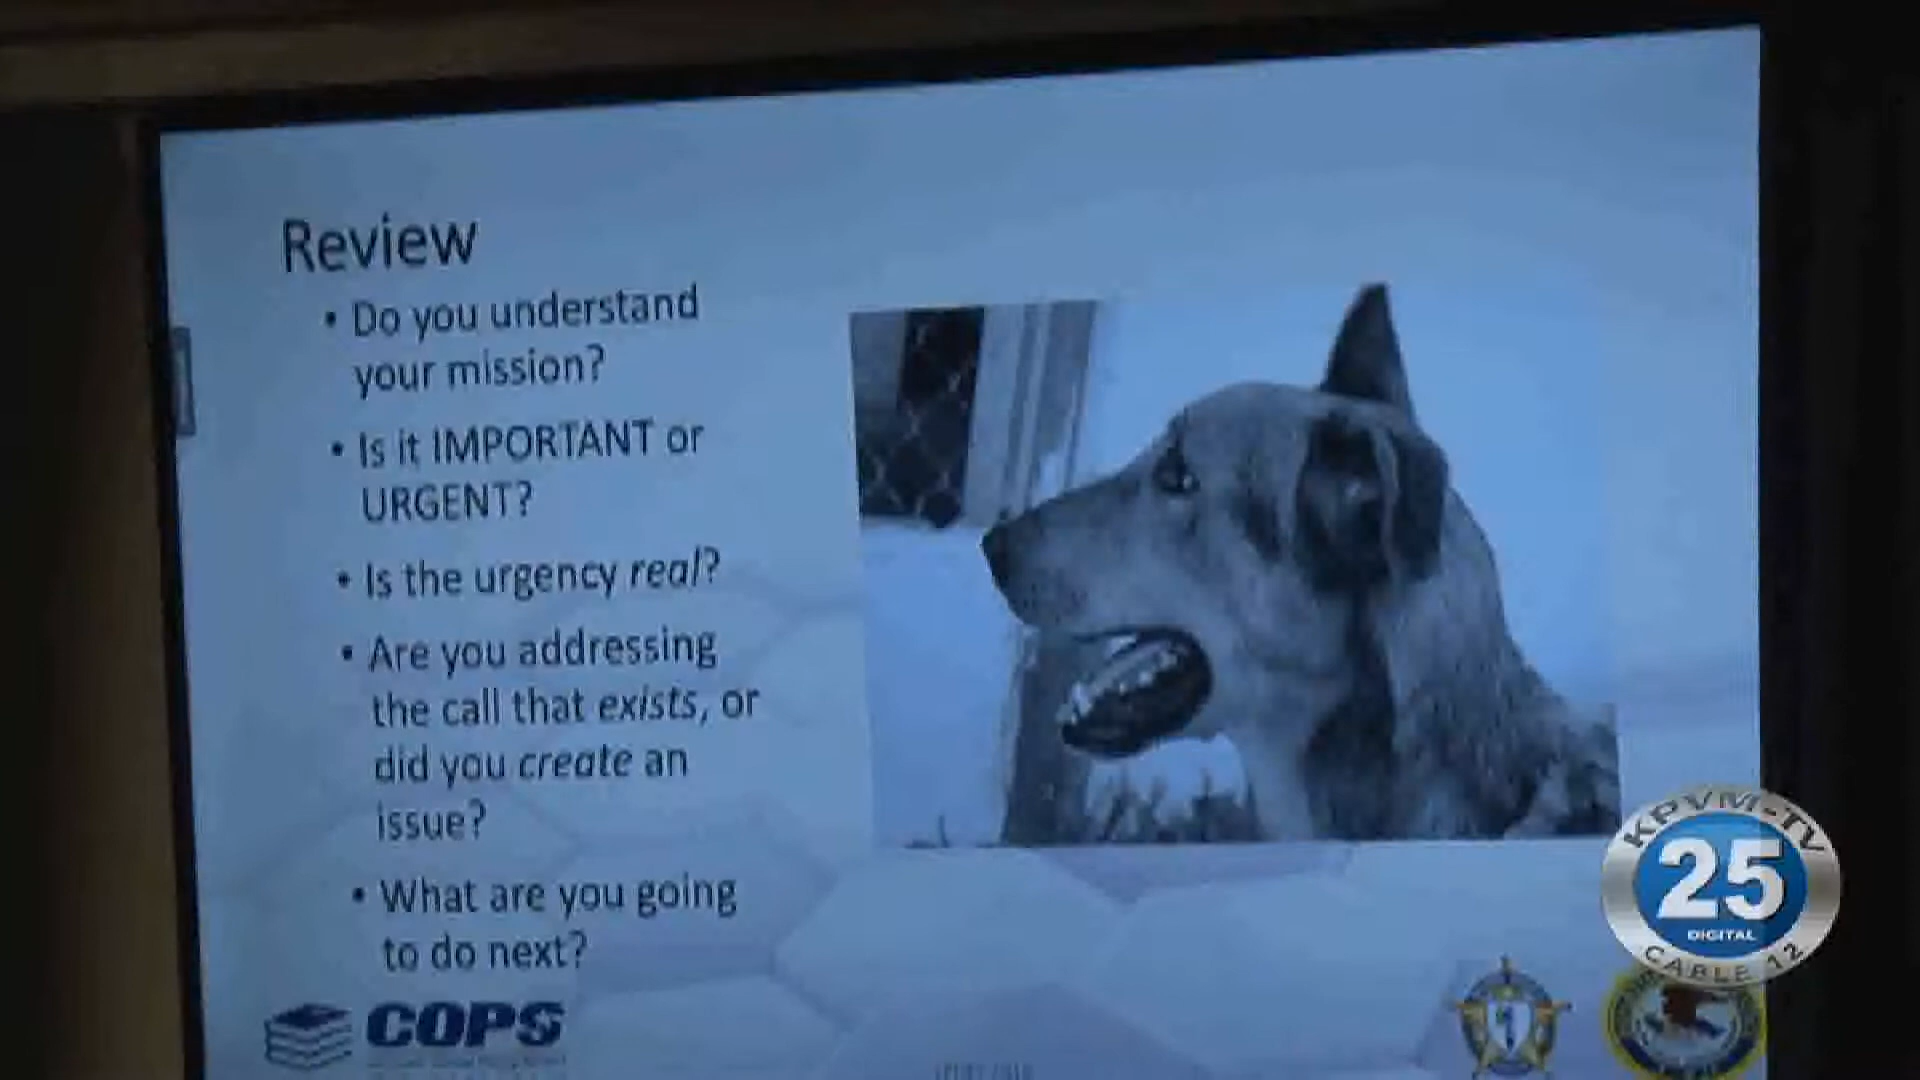 Review
• Do you understand
your mission?
• Is it IMPORTANT or
URGENT?
• Is the urgency real?
• Are you addressing
the call that exists, or
did you create an
issue?
• What are you going
to do next?
COPS
KPVM-TV
25
DIGITAL
CABLE 12